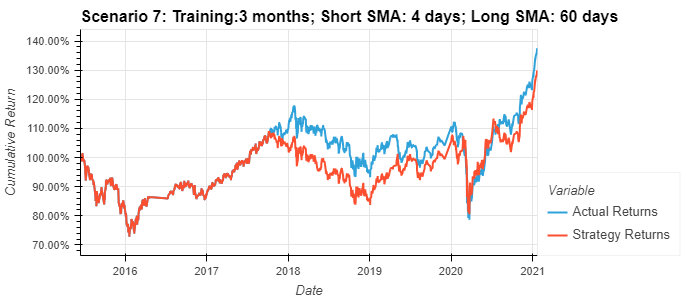 Scenario 7: Training:3 months; Short SMA: 4 days; Long SMA: 60 days
Cumulative Return
140.00%
130.00%
120.00%
110.00%
100.00%
90.00%
80.00%
70.00%
2016 2017 2018 2019 2020 2021
Date
Variable
Actual Returns
Strategy Returns